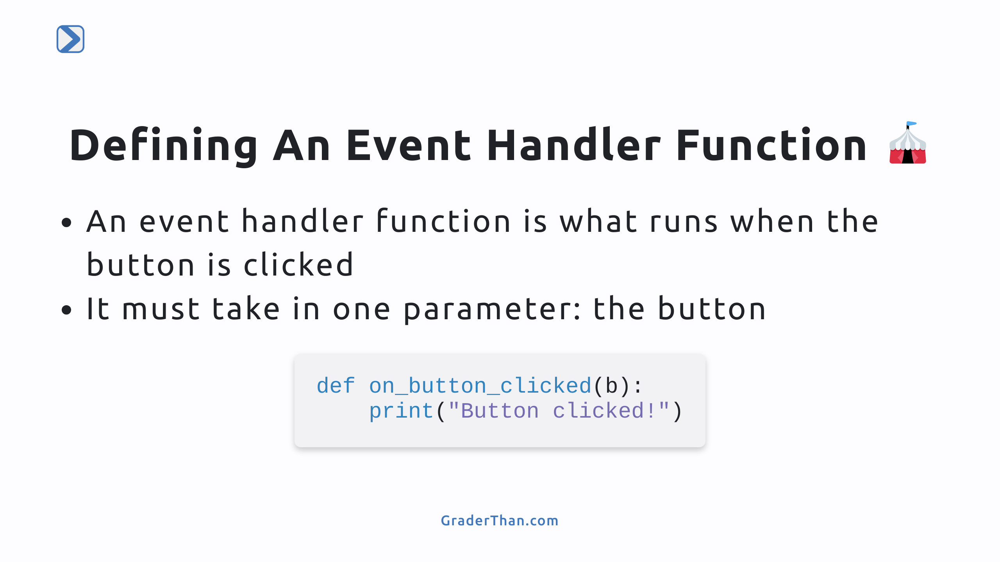 Defining An Event Handler Function 🎪
• An event handler function is what runs when the
button is clicked
• It must take in one parameter: the button
def on_button_clicked(b):
    print("Button clicked!")
GraderThan.com